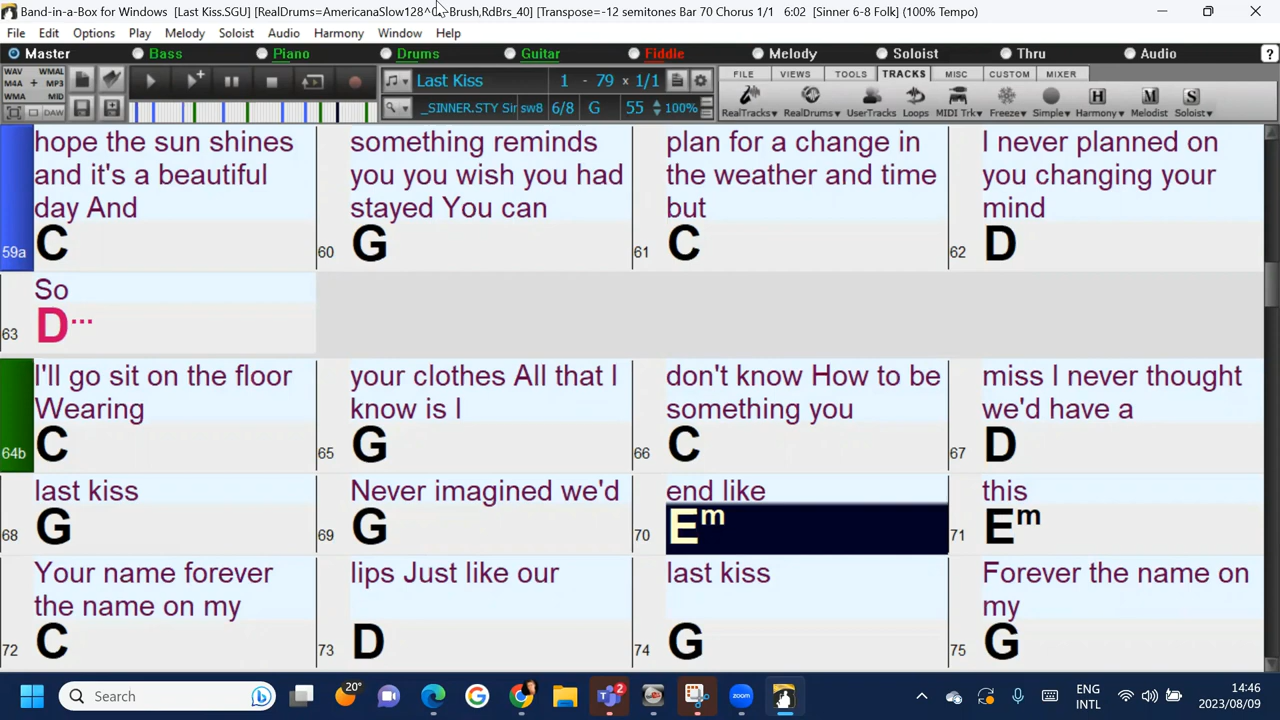 Band-in-a-Box for Windows [Last Kiss.SGU] [RealDrums=AmericanaSlow128^ -Brush,RdBrs_40] [Transpose=-12 semitones Bar 70 Chorus 1/1 6:02 [Sinner 6-8 Folk] (100% Tempo)
File Edit Options Play Melody Soloist Audio Harmony Window Help
Master Bass Piano Drums Guitar Fiddle Melody Soloist Thru Audio ?
WAV WMAL
M4A + MP3
WMA MID
DAW
Last Kiss 1 - 79 x 1/1
_SINNER.STY Sir sw8 6/8 G 55 100%
FILE VIEWS TOOLS TRACKS MISC CUSTOM MIXER
RealTracks RealDrums UserTracks Loops MIDI Trk Freeze Simple Harmony Melodist Soloist
hope the sun shines
and it's a beautiful
day And
59a C
something reminds
you you wish you had
stayed You can
60 G
plan for a change in
the weather and time
but
61 C
I never planned on
you changing your
mind
62 D
So
63 D...
I'll go sit on the floor
Wearing
64b C
your clothes All that I
know is I
65 G
don't know How to be
something you
66 C
miss I never thought
we'd have a
67 D
last kiss
68 G
Never imagined we'd
69 G
end like
70 Em
this
71 Em
Your name forever
the name on my
72 C
lips Just like our
73 D
last kiss
74 G
Forever the name on
my
75 G
20°
Search
2
ENG
INTL
14:46
2023/08/09